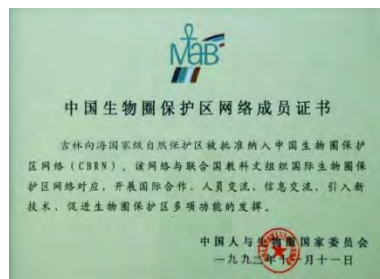 MAB
中国生物圈保护区网络成员证书
吉林向海国家级自然保护区被批准纳入中国生物圈保护
区网络（CBRN）。该网络与联合国教科文组织国际生物圈保
护区网络对应，开展国际合作、人员交流、信息交流、引入新
技术、促进生物圈保护区多项功能的发挥。
中国人与生物圈国家委员会
一九九二年十一月十一日